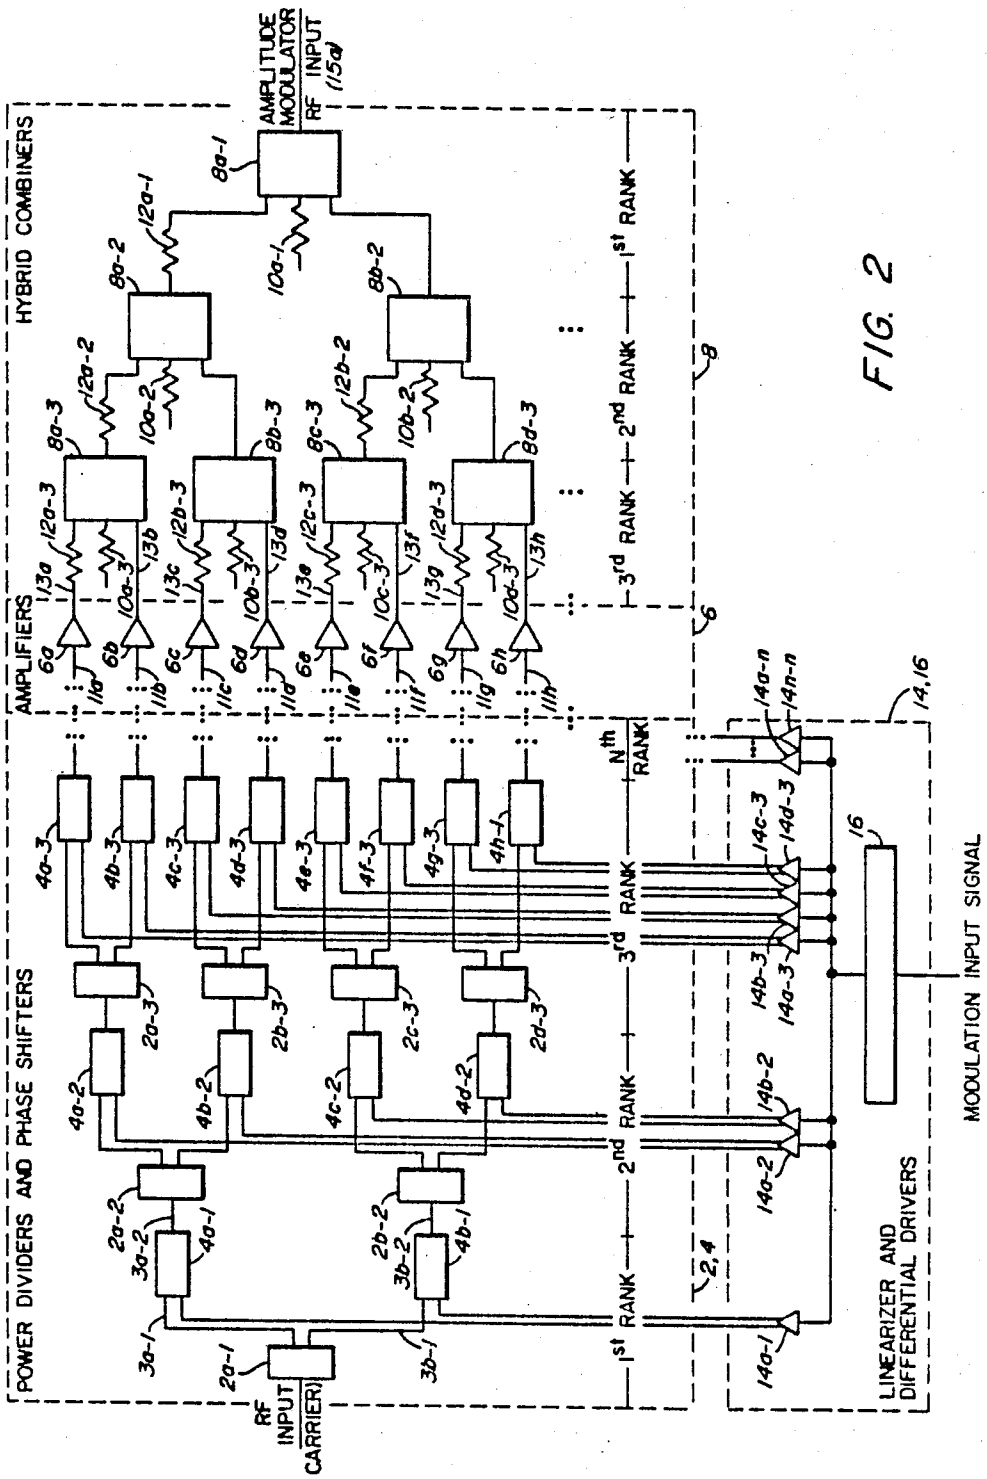 POWER DIVIDERS AND PHASE SHIFTERS
AMPLIFIERS
HYBRID COMBINERS
RF
INPUT
CARRIER)
2a-1
3a-1
3b-1
3a-2
4a-1
3b-2
4b-1
2a-2
2b-2
4a-2
4b-2
4c-2
4d-2
2a-3
2b-3
2c-3
2d-3
4a-3
4b-3
4c-3
4d-3
4e-3
4f-3
4g-3
4h-1
11a
11b
11c
11d
11e
11f
11g
11h
6a
6b
6c
6d
6e
6f
6g
6h
13a
13b
13c
13d
13e
13f
13g
13h
12a-3
12b-3
12c-3
12d-3
10a-3
10b-3
10c-3
10d-3
8a-3
8b-3
8c-3
8d-3
12a-2
12b-2
10a-2
10b-2
8a-2
8b-2
12a-1
10a-1
8a-1
AMPLITUDE
MODULATOR
RF INPUT
(15a)
1st RANK
2nd RANK
3rd RANK
Nth
RANK
3rd RANK
2nd RANK
1st RANK
2,4
6
8
14a-1
14a-2
14b-2
14a-3
14b-3
14c-3
14d-3
14a-n
14n-n
14,16
16
LINEARIZER AND
DIFFERENTIAL DRIVERS
MODULATION INPUT SIGNAL
FIG. 2